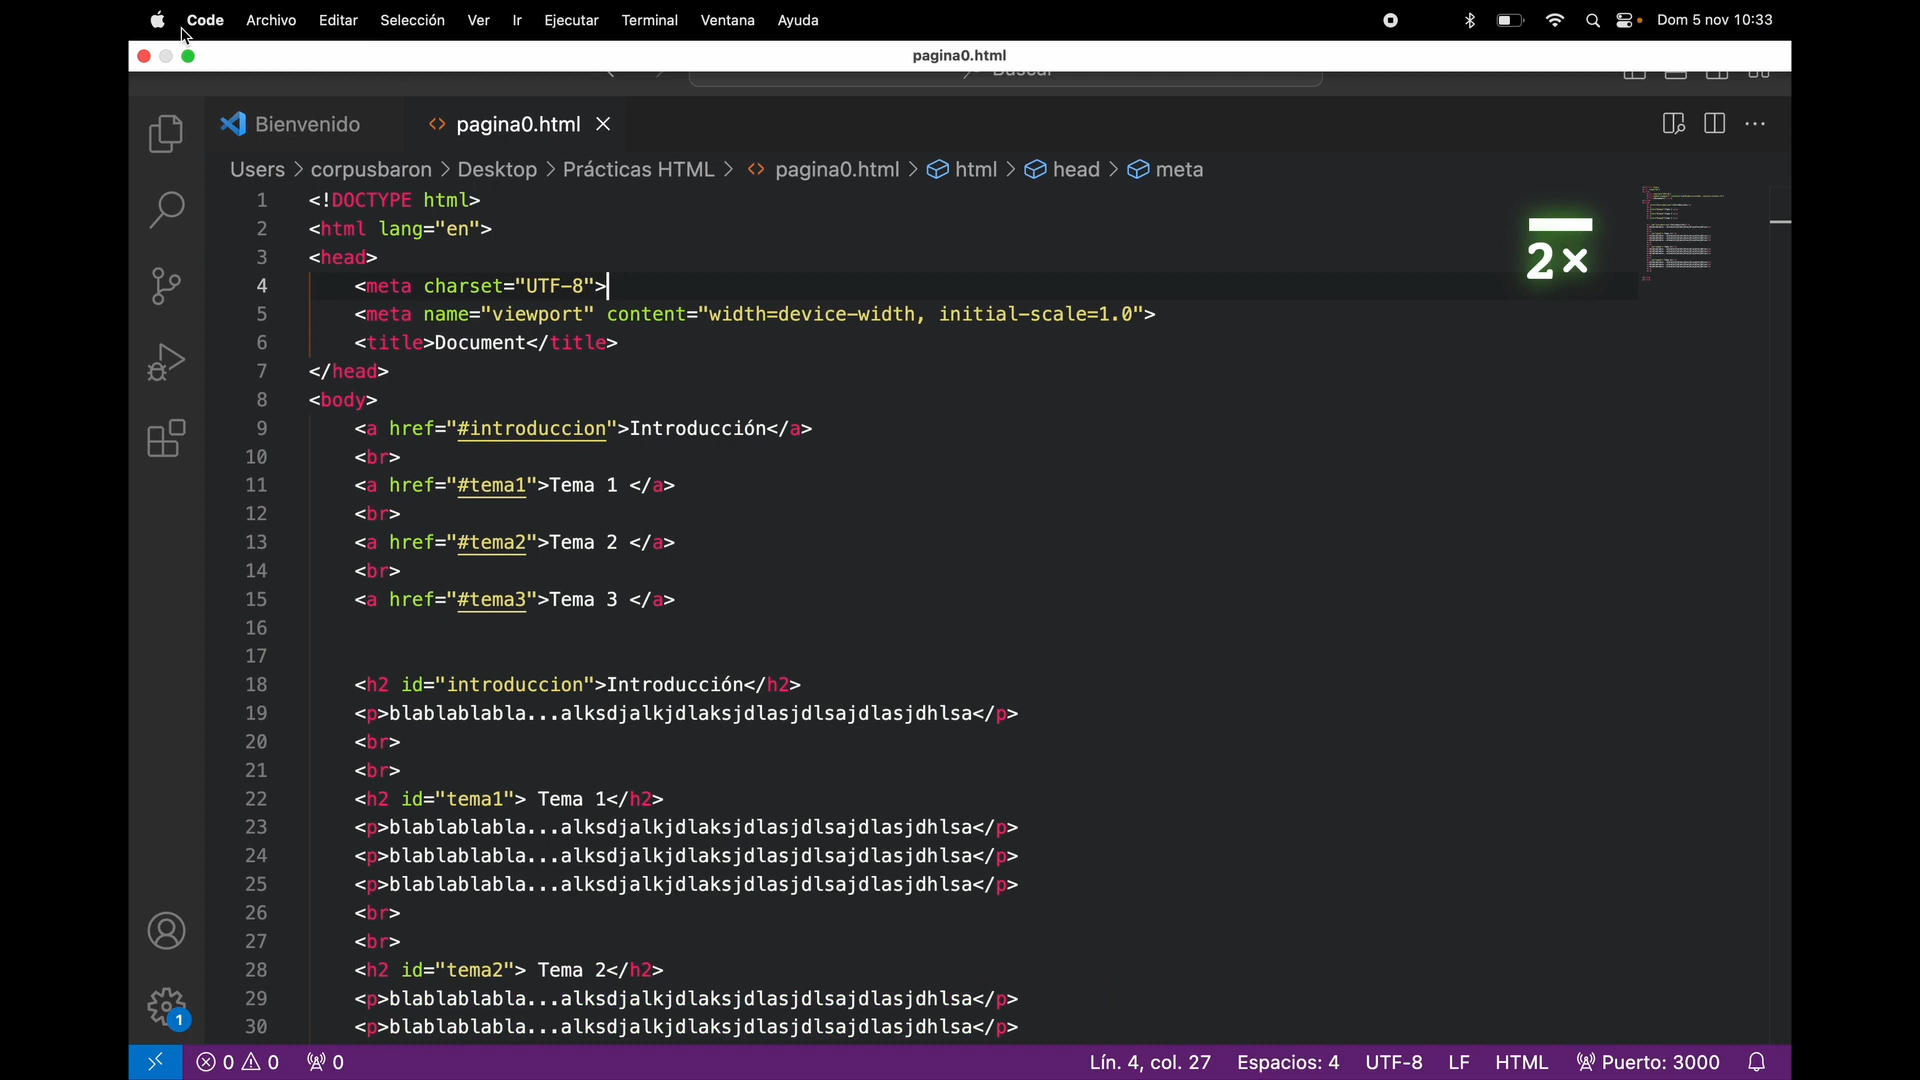 Code Archivo Editar Selección Ver Ir Ejecutar Terminal Ventana Ayuda Dom 5 nov 10:33
pagina0.html
Buscar
Bienvenido <> pagina0.html
Users > corpusbaron > Desktop > Prácticas HTML > <> pagina0.html > html > head > meta
1 <!DOCTYPE html>
2 <html lang="en">
3 <head>
4 <meta charset="UTF-8">
5 <meta name="viewport" content="width=device-width, initial-scale=1.0">
6 <title>Document</title>
7 </head>
8 <body>
9 <a href="#introduccion">Introducción</a>
10 <br>
11 <a href="#tema1">Tema 1 </a>
12 <br>
13 <a href="#tema2">Tema 2 </a>
14 <br>
15 <a href="#tema3">Tema 3 </a>
16
17
18 <h2 id="introduccion">Introducción</h2>
19 <p>blablablabla...alksdjalkjdlaksjdlasjdlsajdlasjdhlsa</p>
20 <br>
21 <br>
22 <h2 id="tema1"> Tema 1</h2>
23 <p>blablablabla...alksdjalkjdlaksjdlasjdlsajdlasjdhlsa</p>
24 <p>blablablabla...alksdjalkjdlaksjdlasjdlsajdlasjdhlsa</p>
25 <p>blablablabla...alksdjalkjdlaksjdlasjdlsajdlasjdhlsa</p>
26 <br>
27 <br>
28 <h2 id="tema2"> Tema 2</h2>
29 <p>blablablabla...alksdjalkjdlaksjdlasjdlsajdlasjdhlsa</p>
30 <p>blablablabla...alksdjalkjdlaksjdlasjdlsajdlasjdhlsa</p>
2×
1
0 0 0 Lín. 4, col. 27 Espacios: 4 UTF-8 LF HTML Puerto: 3000